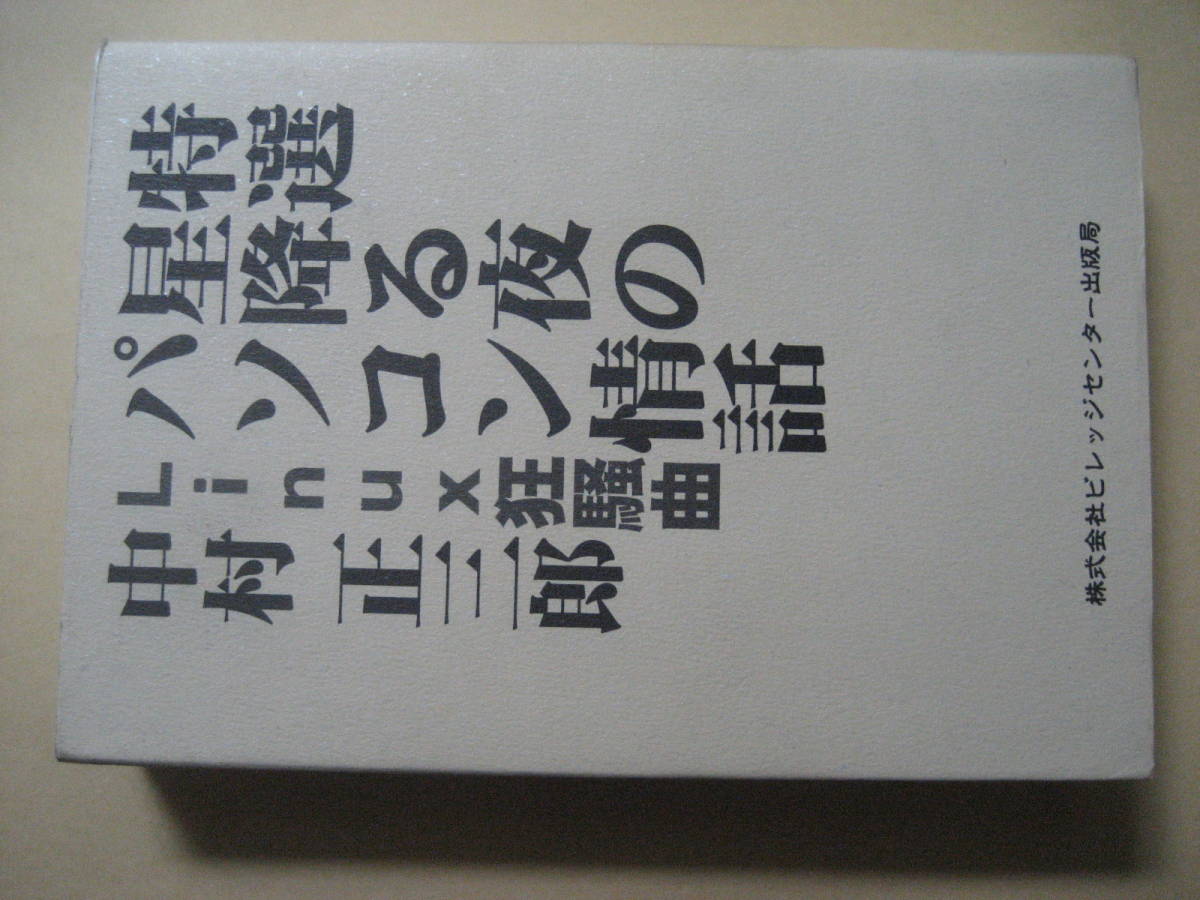 特選
星降る夜の
パソコン情話
Linux狂騒曲
中村正三郎
株式会社ビレッジセンター出版局